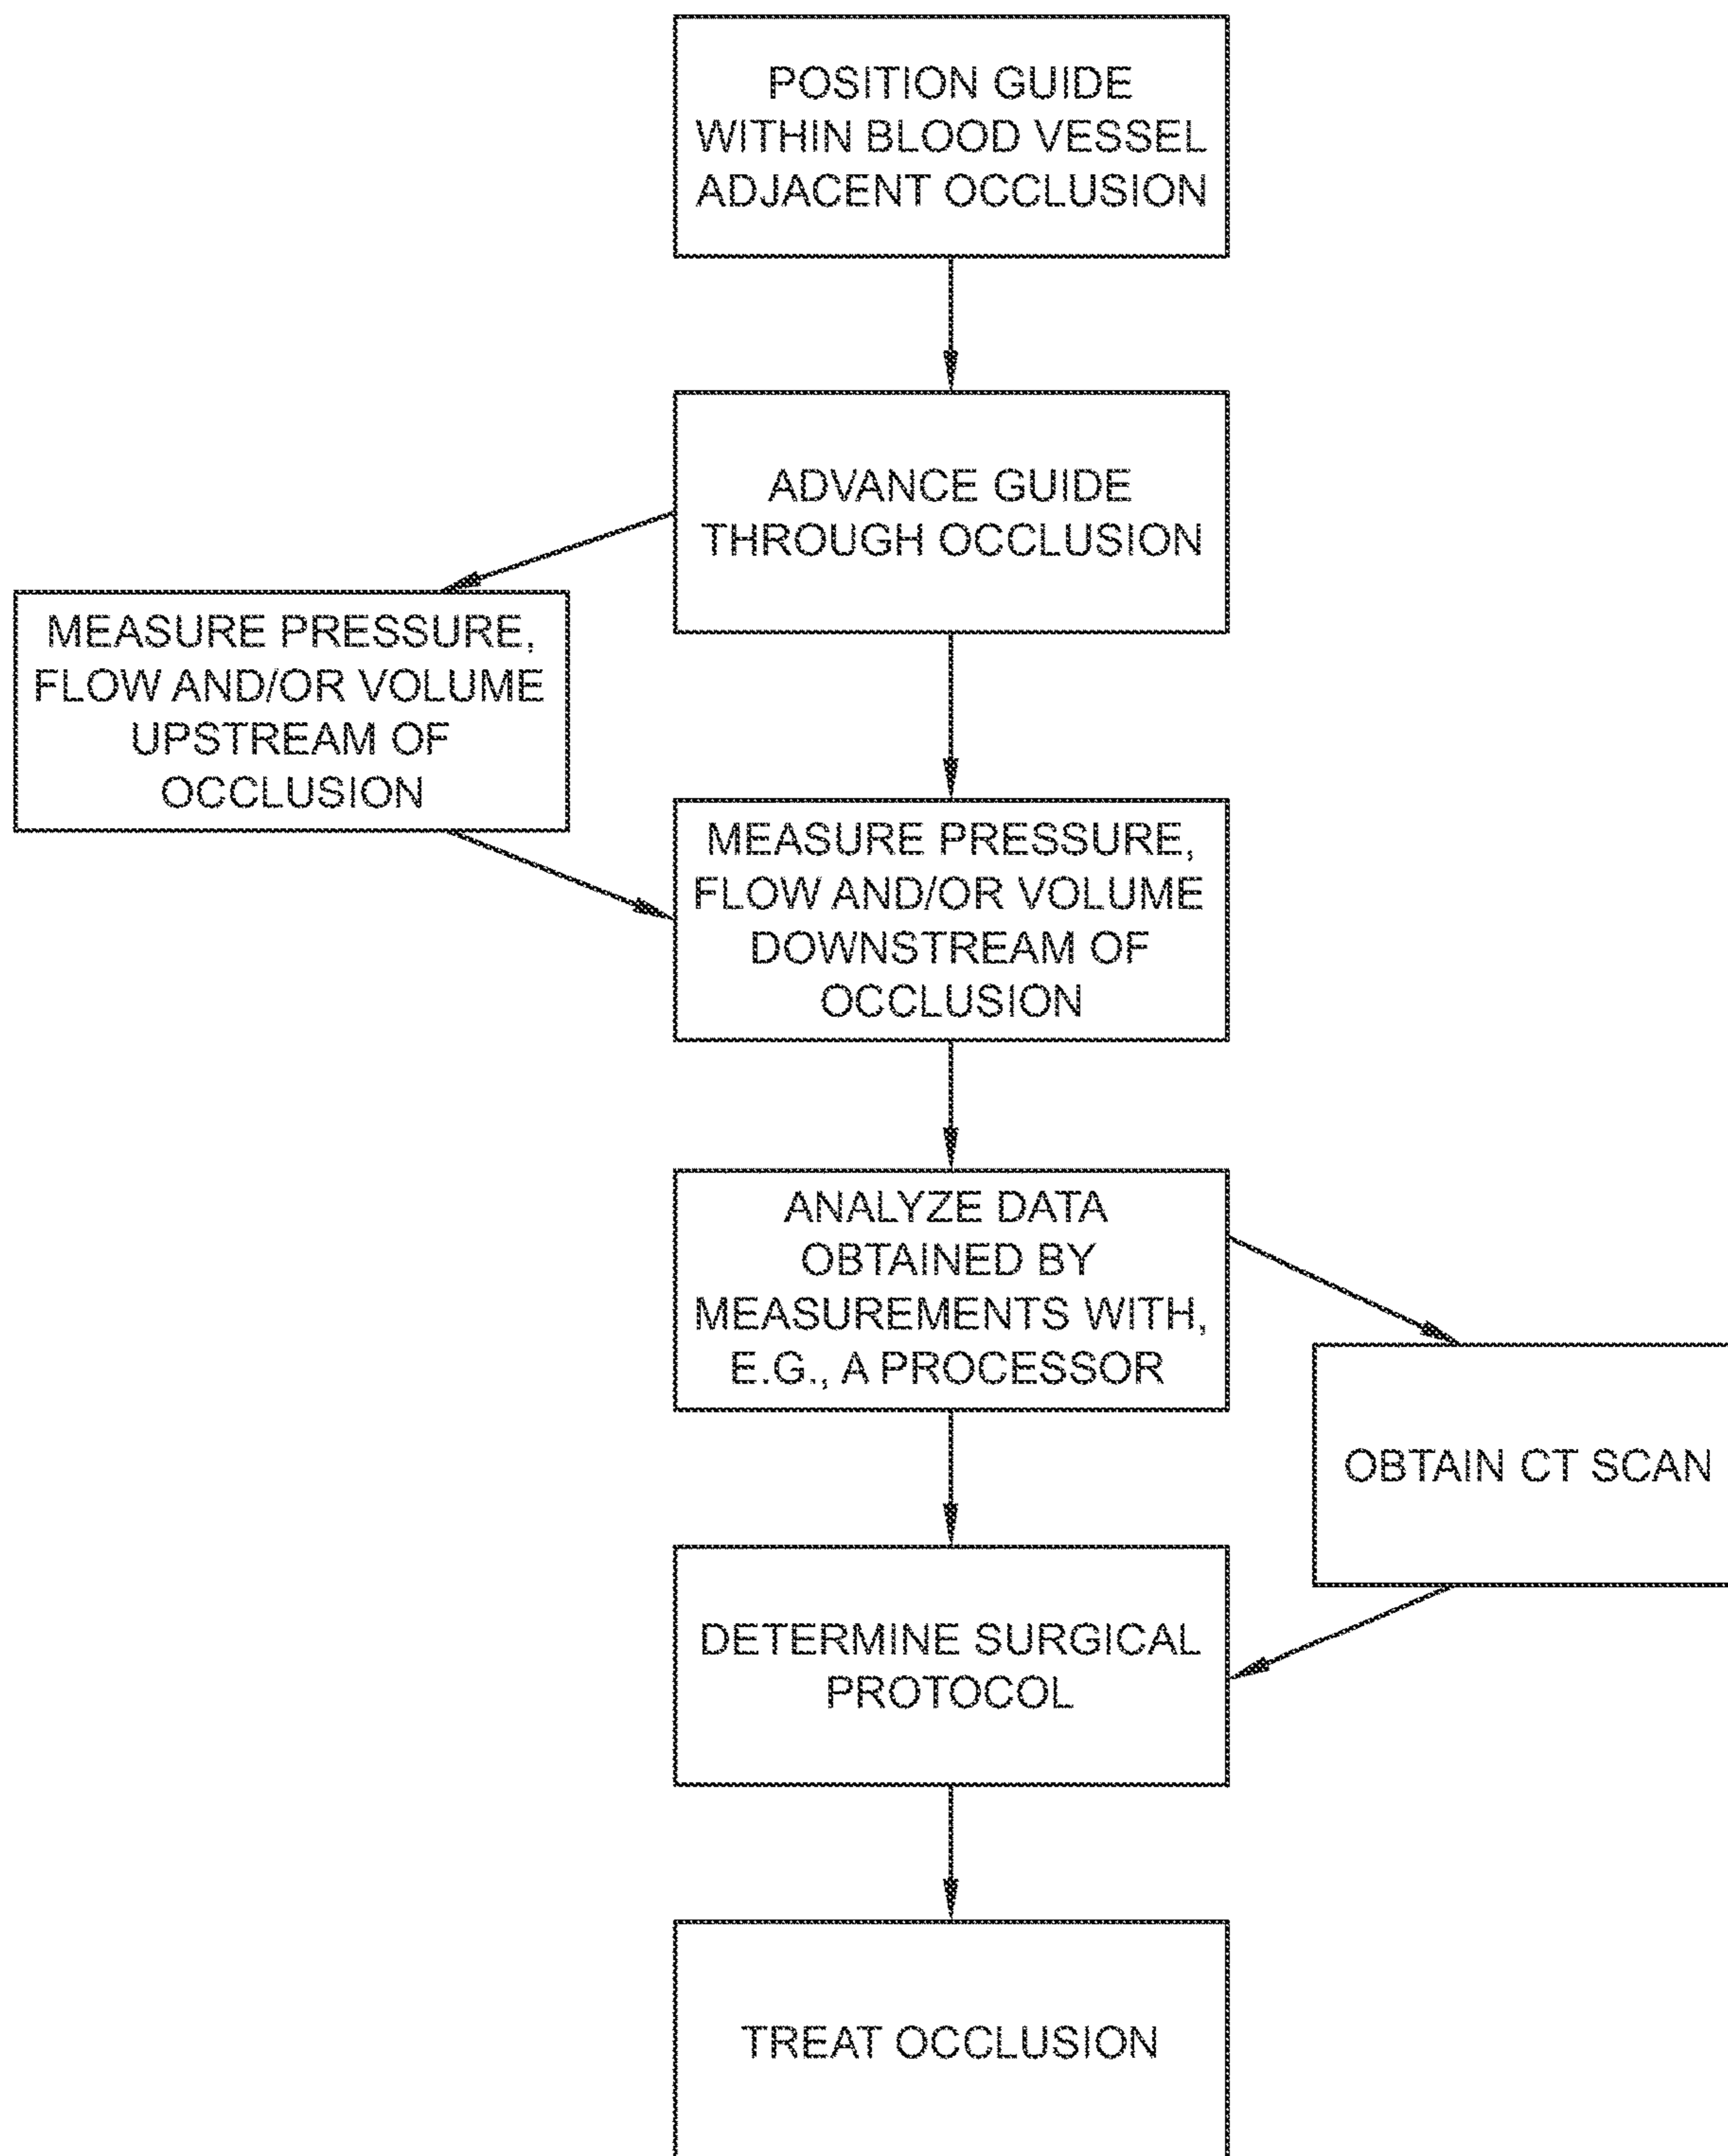 POSITION GUIDE
WITHIN BLOOD VESSEL
ADJACENT OCCLUSION
ADVANCE GUIDE
THROUGH OCCLUSION
MEASURE PRESSURE,
FLOW AND/OR VOLUME
UPSTREAM OF
OCCLUSION
MEASURE PRESSURE,
FLOW AND/OR VOLUME
DOWNSTREAM OF
OCCLUSION
ANALYZE DATA
OBTAINED BY
MEASUREMENTS WITH,
E.G., A PROCESSOR
OBTAIN CT SCAN
DETERMINE SURGICAL
PROTOCOL
TREAT OCCLUSION